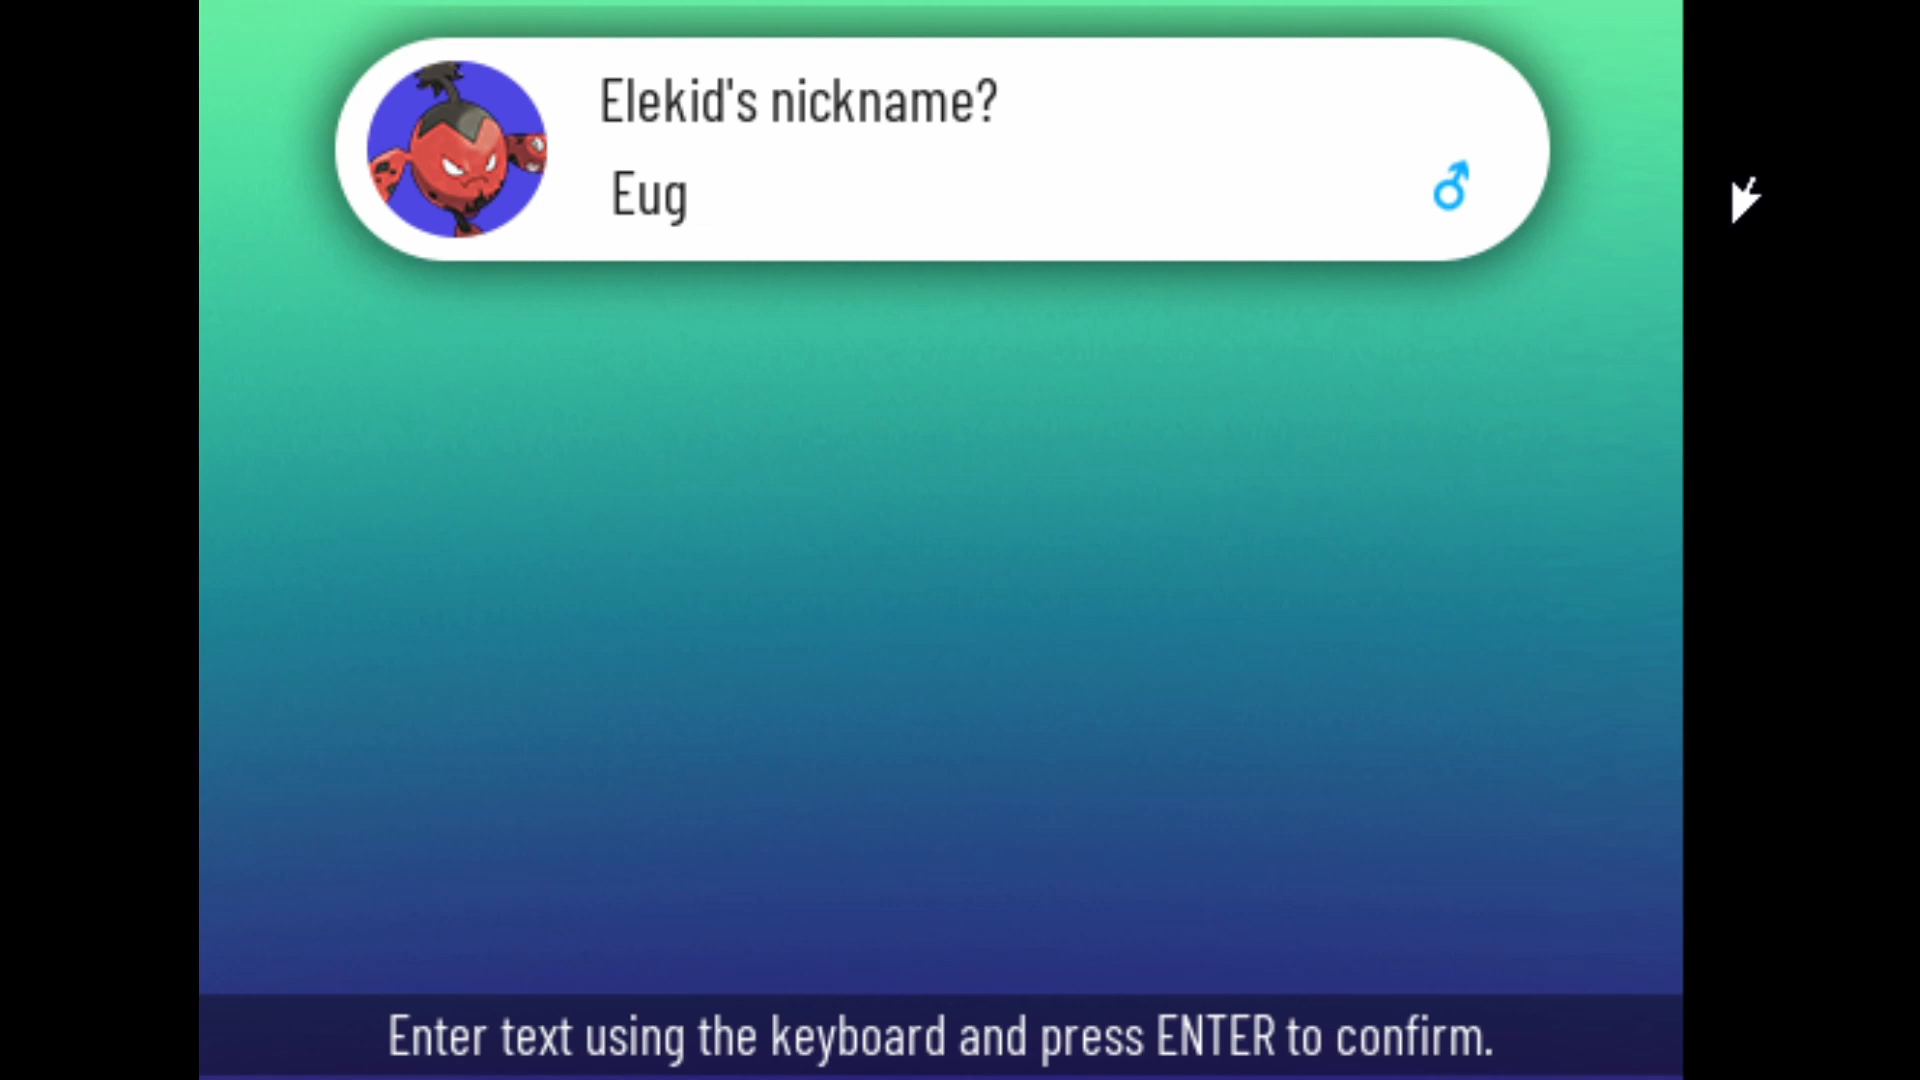 Elekid's nickname?
Eug
Enter text using the keyboard and press ENTER to confirm.